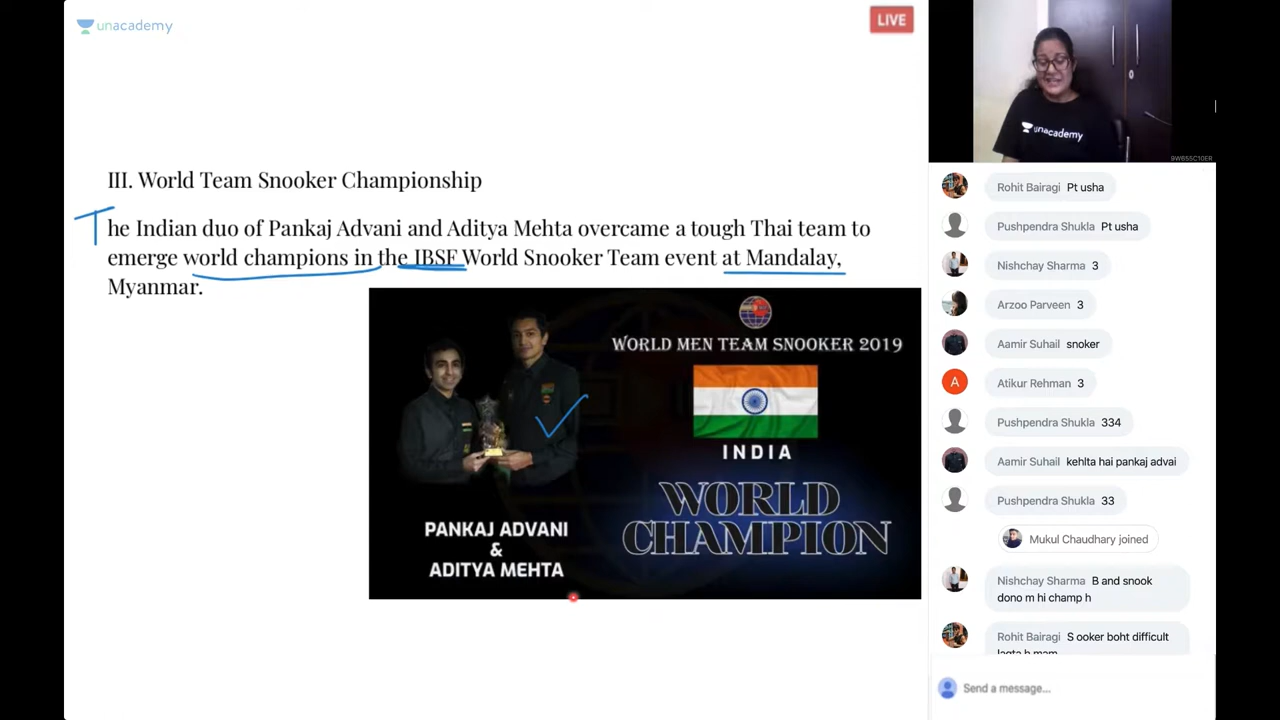 unacademy
LIVE
III. World Team Snooker Championship
The Indian duo of Pankaj Advani and Aditya Mehta overcame a tough Thai team to
emerge world champions in the IBSF World Snooker Team event at Mandalay,
Myanmar.
WORLD MEN TEAM SNOOKER 2019
INDIA
WORLD
CHAMPION
PANKAJ ADVANI
&
ADITYA MEHTA
unacademy
9W655C10ER
Rohit Bairagi Pt usha
Pushpendra Shukla Pt usha
Nishchay Sharma 3
Arzoo Parveen 3
Aamir Suhail snoker
A Atikur Rehman 3
Pushpendra Shukla 334
Aamir Suhail kehlta hai pankaj advai
Pushpendra Shukla 33
Mukul Chaudhary joined
Nishchay Sharma B and snook
dono m hi champ h
Rohit Bairagi S ooker boht difficult
lagta h mam
Send a message...